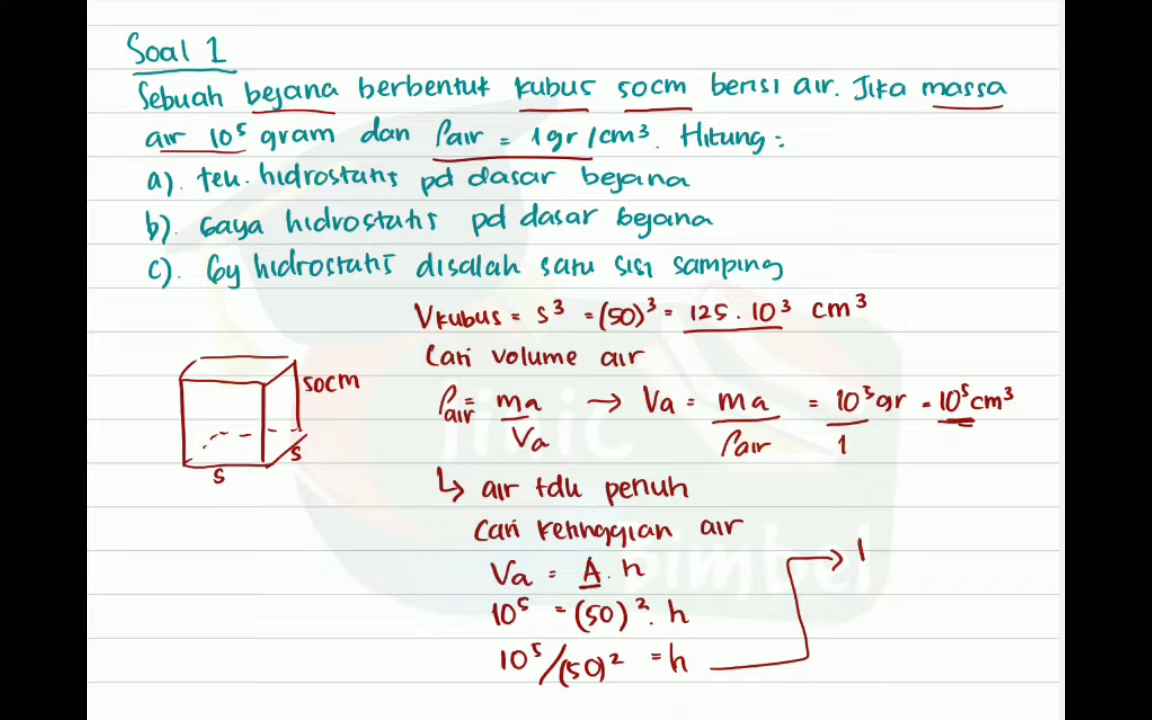 Soal 1
Sebuah bejana berbentuk kubus 50cm berisi air. Jika massa
air 10⁵ gram dan ρair = 1 gr/cm³. Hitung :
a). tek. hidrostatis pd dasar bejana
b). Gaya hidrostatis pd dasar bejana
c). Gy hidrostatis disalah satu sisi samping
Vkubus = s³ = (50)³ = 125 . 10³ cm³
Cari volume air
50cm
s
s
ρair = ma/Va → Va = ma/ρair = 10⁵gr/1 = 10⁵cm³
↳ air tdk penuh
Cari ketinggian air
Va = A . h
10⁵ = (50)² . h
10⁵/(50)² = h
jinic
bimbel